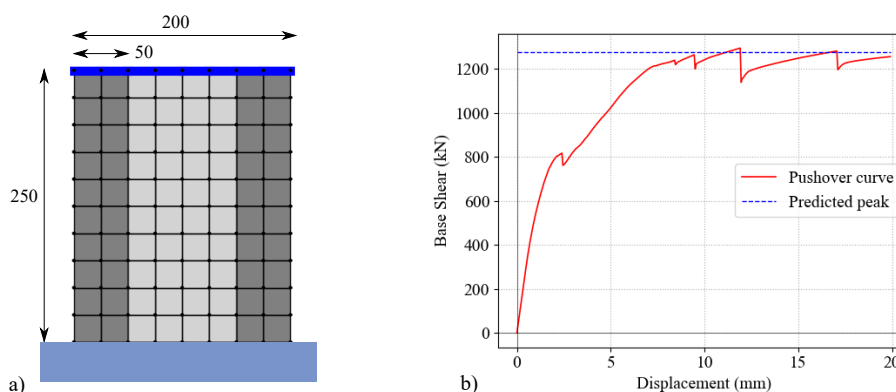 200
50
250
a)
1200
1000
800
600
400
200
0
Base Shear (kN)
Pushover curve
Predicted peak
0
5
10
15
20
Displacement (mm)
b)